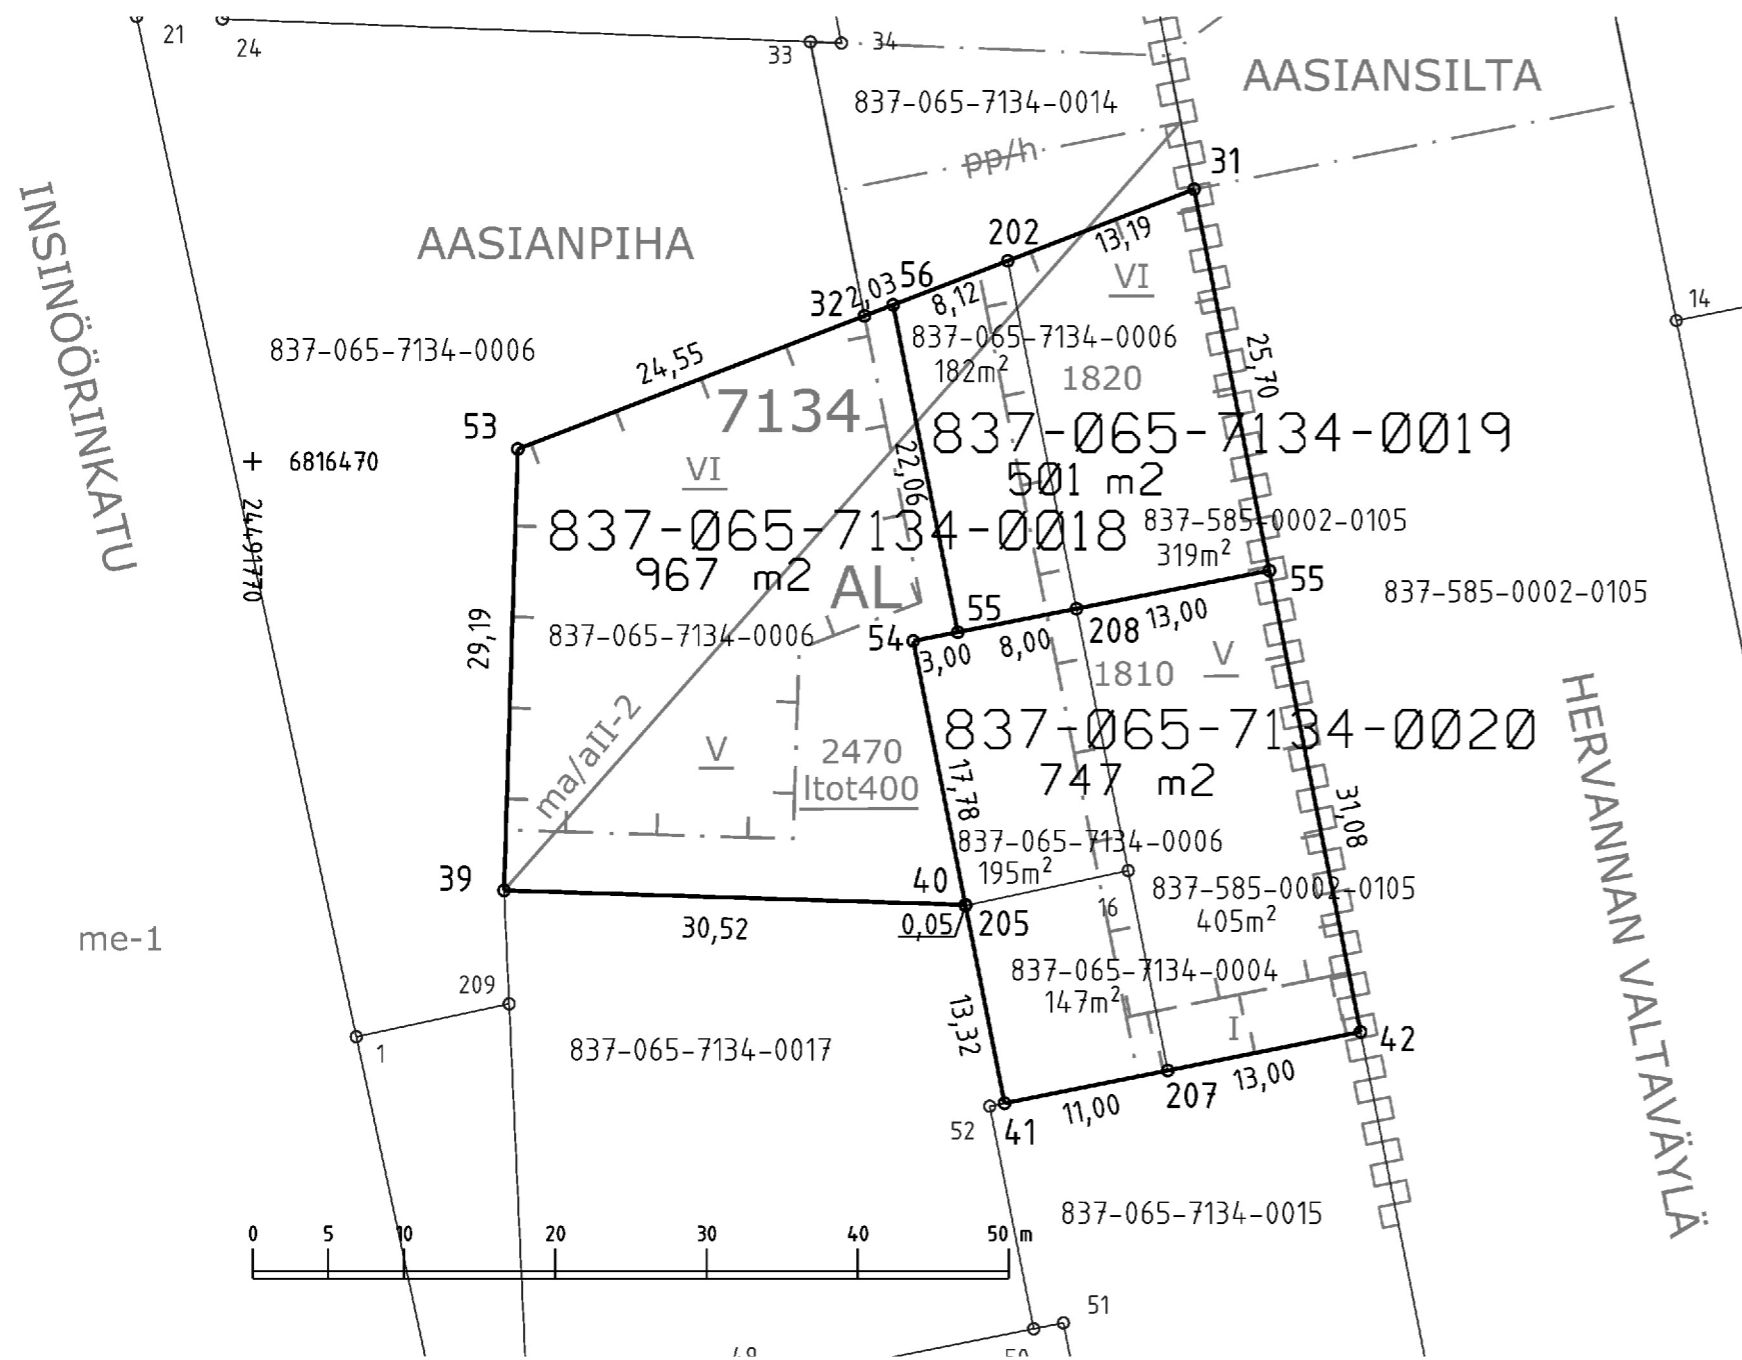 21
24
33
34
AASIANSILTA
837-065-7134-0014
pp/h
31
INSINÖÖRINKATU
AASIANPIHA
202
13,19
VI
32
2,03
56
8,12
14
837-065-7134-0006
24,55
837-065-7134-0006
182m²
1820
25,70
7134
53
837-065-7134-0019
501 m2
6816470
24491770
VI
22,06
837-065-7134-0018
967 m2
837-585-0002-0105
319m²
AL
55
55
837-585-0002-0105
29,19
837-065-7134-0006
54
3,00
8,00
208
13,00
V
1810
ma/aII-2
V
2470
ltot400
837-065-7134-0020
747 m2
17,78
31,08
HERVANNAN VALTAVÄYLÄ
837-065-7134-0006
195m²
39
40
837-585-0002-0105
405m²
16
30,52
0,05
205
me-1
837-065-7134-0004
147m²
209
13,32
I
42
1
837-065-7134-0017
207
13,00
11,00
52
41
837-065-7134-0015
0 5 10 20 30 40 50 m
51